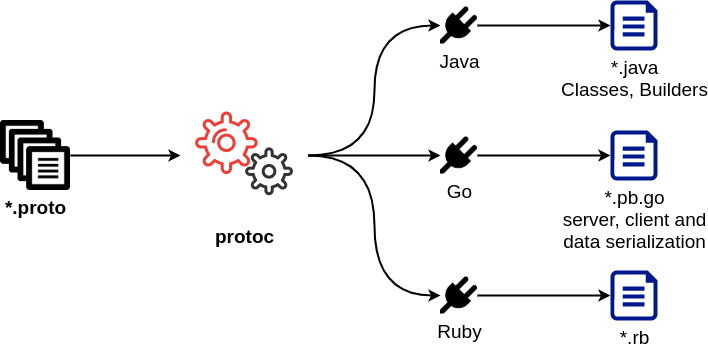 *.proto
protoc
Java
*.java
Classes, Builders
Go
*.pb.go
server, client and
data serialization
Ruby
*.rb